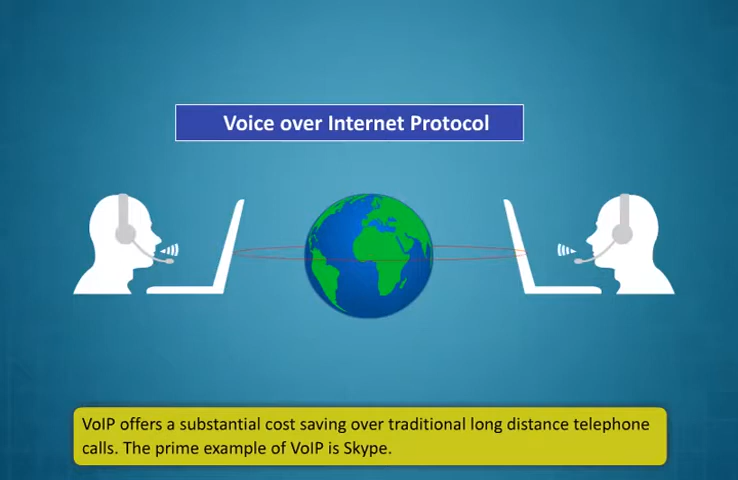 Voice over Internet Protocol
VoIP offers a substantial cost saving over traditional long distance telephone
calls. The prime example of VoIP is Skype.